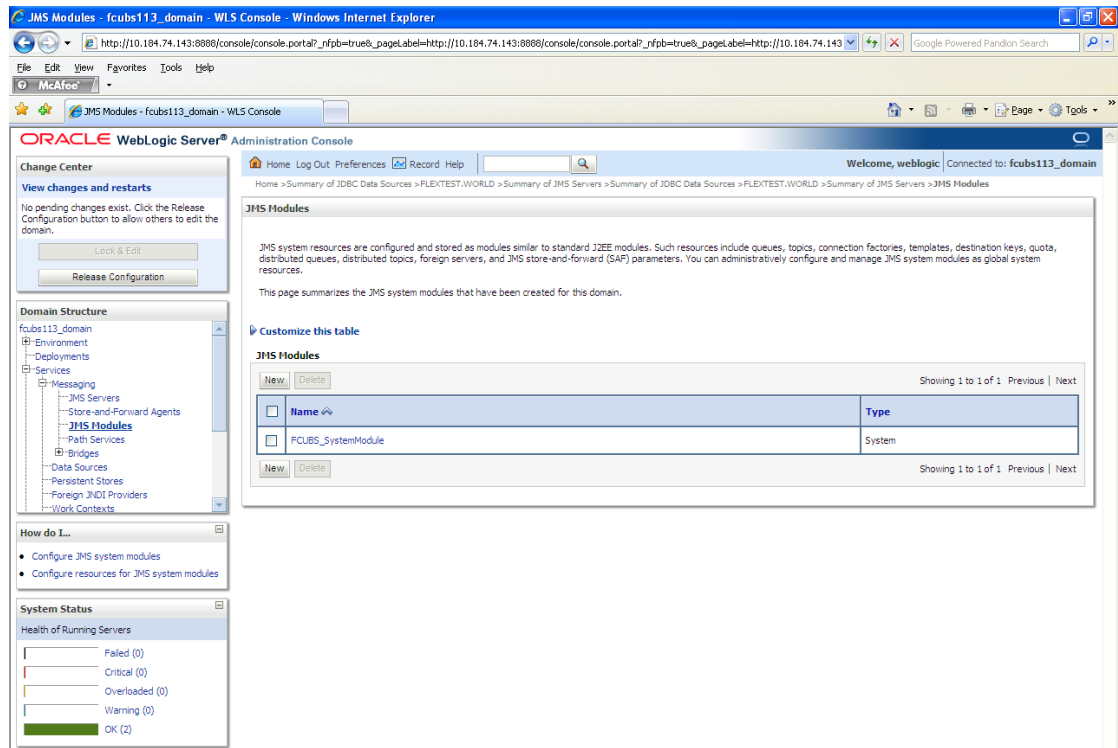 JMS Modules - fcubs113_domain - WLS Console - Windows Internet Explorer
http://10.184.74.143:8888/console/console.portal?_nfpb=true&_pageLabel=http://10.184.74.143:8888/console/console.portal?_nfpb=true&_pageLabel=http://10.184.74.143
Google Powered Pandion Search
File Edit View Favorites Tools Help
McAfee
JMS Modules - fcubs113_domain - WLS Console
Page Tools »
ORACLE WebLogic Server® Administration Console
Change Center
View changes and restarts
No pending changes exist. Click the Release
Configuration button to allow others to edit the
domain.
Lock & Edit
Release Configuration
Domain Structure
fcubs113_domain
Environment
Deployments
Services
Messaging
JMS Servers
Store-and-Forward Agents
JMS Modules
Path Services
Bridges
Data Sources
Persistent Stores
Foreign JNDI Providers
Work Contexts
How do I...
Configure JMS system modules
Configure resources for JMS system modules
System Status
Health of Running Servers
Failed (0)
Critical (0)
Overloaded (0)
Warning (0)
OK (2)
Home Log Out Preferences Record Help
Welcome, weblogic Connected to: fcubs113_domain
Home >Summary of JDBC Data Sources >FLEXTEST.WORLD >Summary of JMS Servers >Summary of JDBC Data Sources >FLEXTEST.WORLD >Summary of JMS Servers >JMS Modules
JMS Modules
JMS system resources are configured and stored as modules similar to standard J2EE modules. Such resources include queues, topics, connection factories, templates, destination keys, quota,
distributed queues, distributed topics, foreign servers, and JMS store-and-forward (SAF) parameters. You can administratively configure and manage JMS system modules as global system
resources.
This page summarizes the JMS system modules that have been created for this domain.
Customize this table
JMS Modules
New Delete Showing 1 to 1 of 1 Previous | Next
Name Type
FCUBS_SystemModule System
New Delete Showing 1 to 1 of 1 Previous | Next